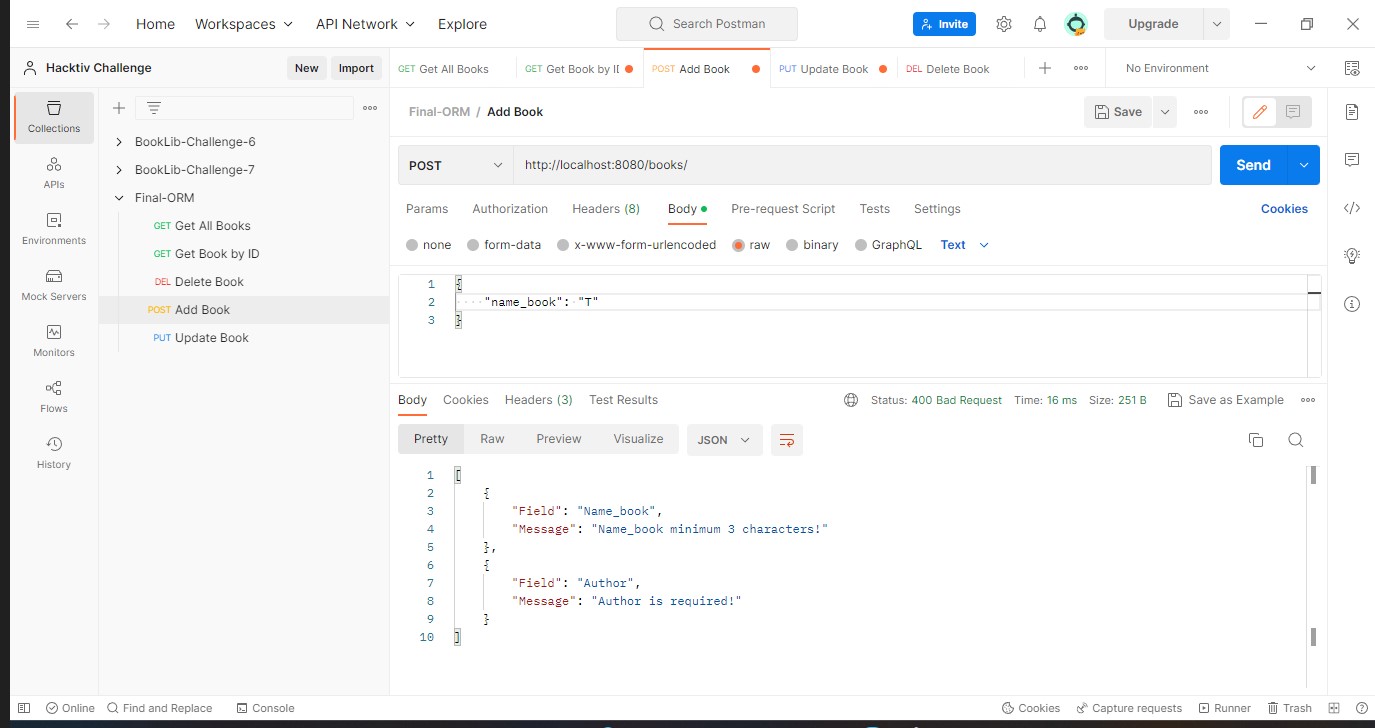 Home Workspaces API Network Explore Search Postman Invite Upgrade
Hacktiv Challenge New Import GET Get All Books GET Get Book by ID POST Add Book PUT Update Book DEL Delete Book No Environment
Collections
APIs
Environments
Mock Servers
Monitors
Flows
History
BookLib-Challenge-6
BookLib-Challenge-7
Final-ORM
GET Get All Books
GET Get Book by ID
DEL Delete Book
POST Add Book
PUT Update Book
Final-ORM / Add Book Save
POST http://localhost:8080/books/ Send
Params Authorization Headers (8) Body Pre-request Script Tests Settings Cookies
none form-data x-www-form-urlencoded raw binary GraphQL Text
1 {
2 "name_book": "T"
3 }
Body Cookies Headers (3) Test Results Status: 400 Bad Request Time: 16 ms Size: 251 B Save as Example
Pretty Raw Preview Visualize JSON
1 [
2 {
3 "Field": "Name_book",
4 "Message": "Name_book minimum 3 characters!"
5 },
6 {
7 "Field": "Author",
8 "Message": "Author is required!"
9 }
10 ]
Online Find and Replace Console Cookies Capture requests Runner Trash